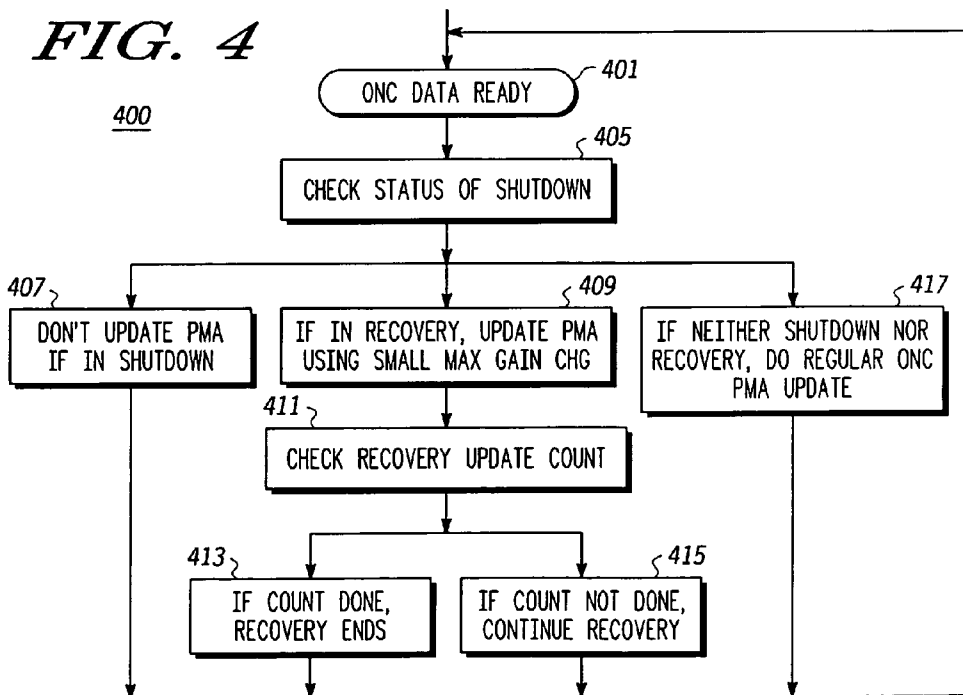 FIG. 4
400
ONC DATA READY
401
405
CHECK STATUS OF SHUTDOWN
407
DON'T UPDATE PMA
IF IN SHUTDOWN
409
IF IN RECOVERY, UPDATE PMA
USING SMALL MAX GAIN CHG
417
IF NEITHER SHUTDOWN NOR
RECOVERY, DO REGULAR ONC
PMA UPDATE
411
CHECK RECOVERY UPDATE COUNT
413
IF COUNT DONE,
RECOVERY ENDS
415
IF COUNT NOT DONE,
CONTINUE RECOVERY